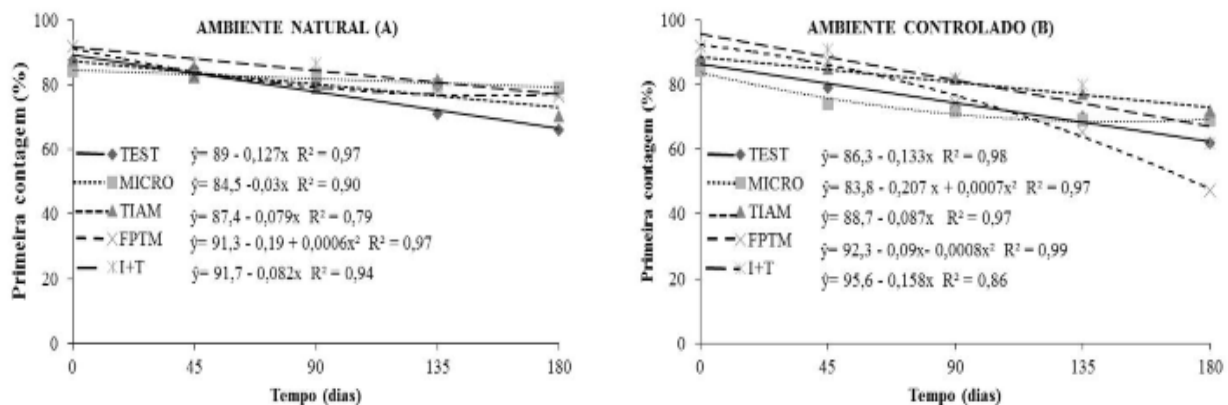 AMBIENTE NATURAL (A)
Primeira contagem (%)
100
80
60
40
20
0
TEST ŷ= 89 - 0,127x R² = 0,97
MICRO ŷ= 84,5 -0,03x R² = 0,90
TIAM ŷ= 87,4 -0,079x R² = 0,79
FPTM ŷ= 91,3 - 0,19 + 0,0006x² R² = 0,97
I+T ŷ= 91,7 - 0,082x R² = 0,94
0 45 90 135 180
Tempo (dias)
AMBIENTE CONTROLADO (B)
Primeira contagem (%)
100
80
60
40
20
0
TEST ŷ= 86,3 - 0,133x R² = 0,98
MICRO ŷ= 83,8 - 0,207 x + 0,0007x² R² = 0,97
TIAM ŷ= 88,7 - 0,087x R² = 0,97
FPTM ŷ= 92,3 - 0,09x- 0,0008x² R² = 0,99
I+T ŷ= 95,6 - 0,158x R² = 0,86
0 45 90 135 180
Tempo (dias)